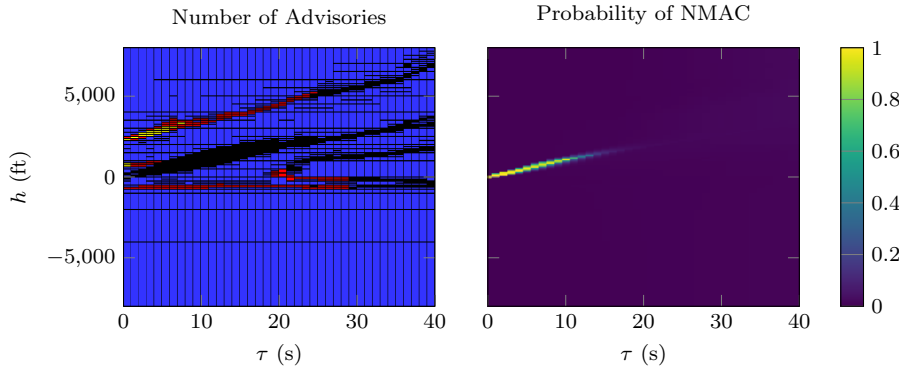 Number of Advisories
Probability of NMAC
h (ft)
5,000
0
−5,000
0 10 20 30 40
τ (s)
0 10 20 30 40
τ (s)
1
0.8
0.6
0.4
0.2
0